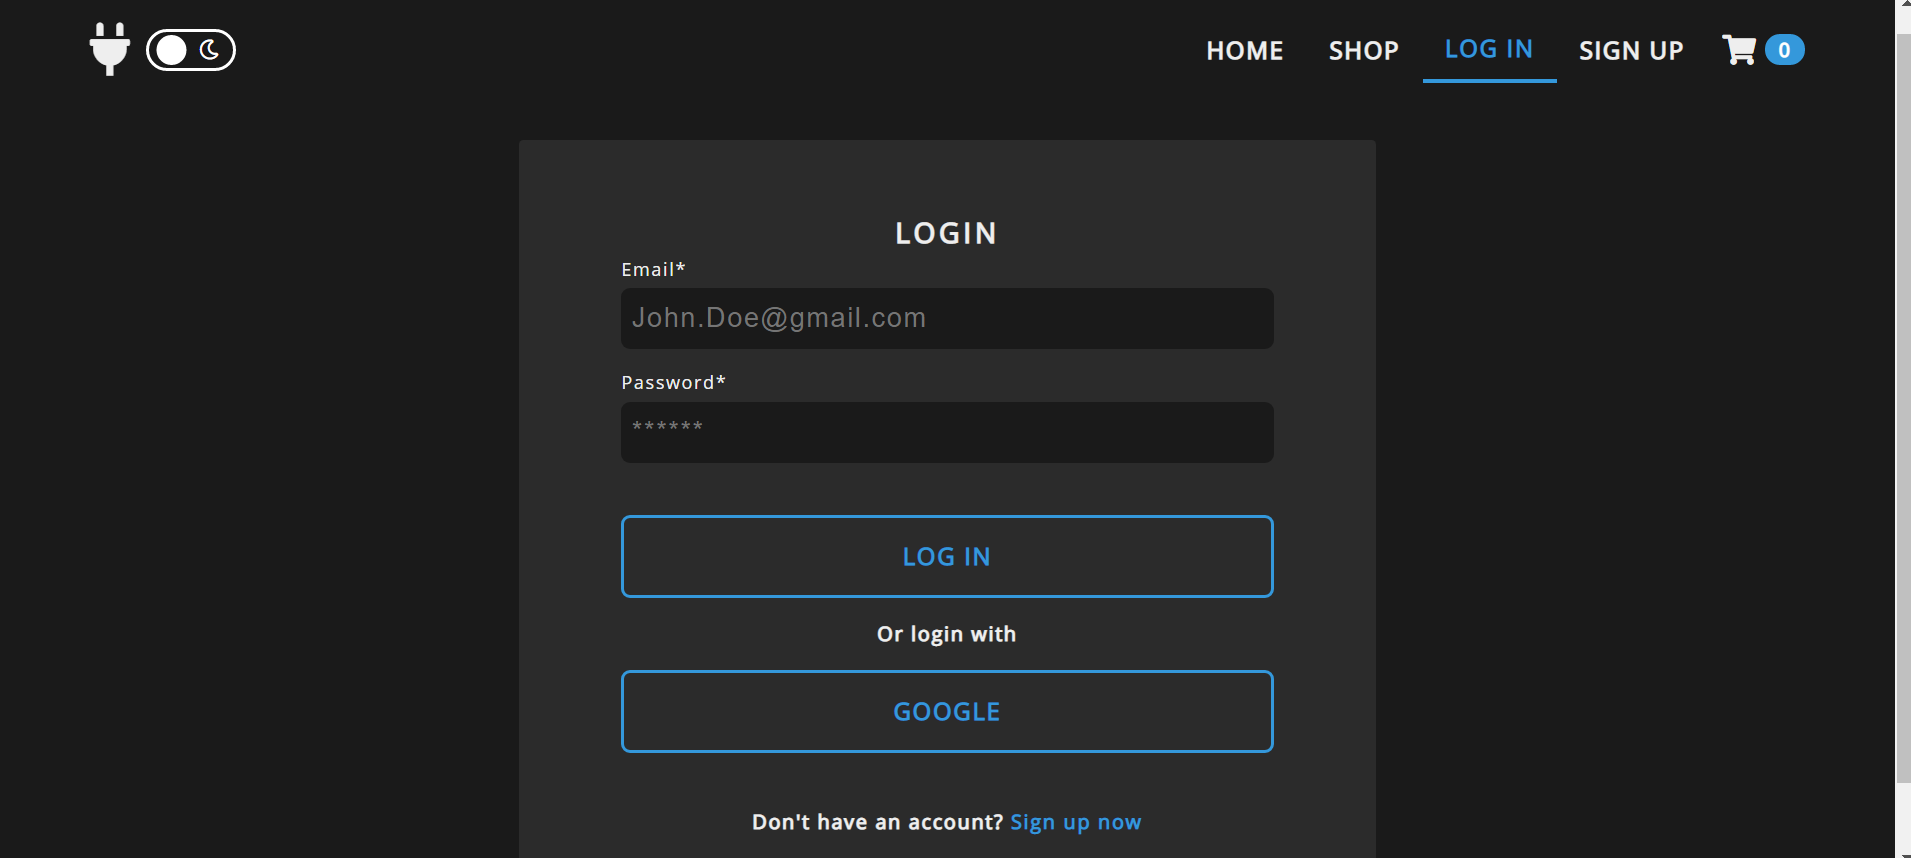 HOME SHOP LOG IN SIGN UP 0
LOGIN
Email*
John.Doe@gmail.com
Password*
******
LOG IN
Or login with
GOOGLE
Don't have an account? Sign up now